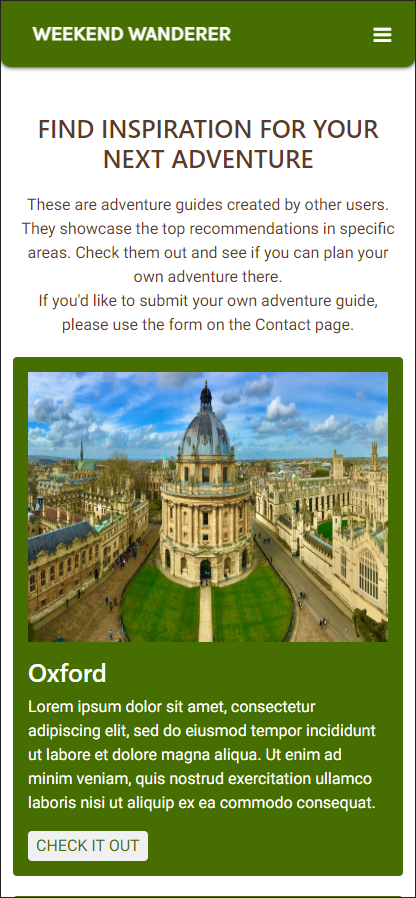 WEEKEND WANDERER
FIND INSPIRATION FOR YOUR
NEXT ADVENTURE
These are adventure guides created by other users.
They showcase the top recommendations in specific
areas. Check them out and see if you can plan your
own adventure there.
If you'd like to submit your own adventure guide,
please use the form on the Contact page.
Oxford
Lorem ipsum dolor sit amet, consectetur
adipiscing elit, sed do eiusmod tempor incididunt
ut labore et dolore magna aliqua. Ut enim ad
minim veniam, quis nostrud exercitation ullamco
laboris nisi ut aliquip ex ea commodo consequat.
CHECK IT OUT